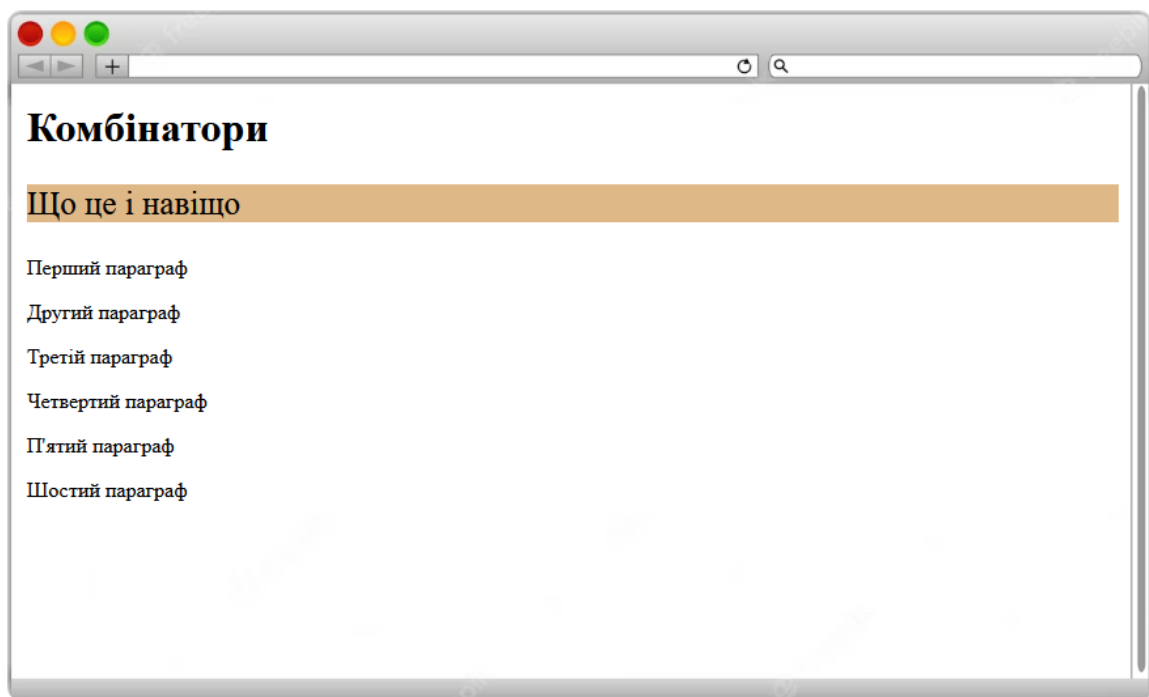 Комбінатори
Що це і навіщо
Перший параграф
Другий параграф
Третій параграф
Четвертий параграф
П'ятий параграф
Шостий параграф